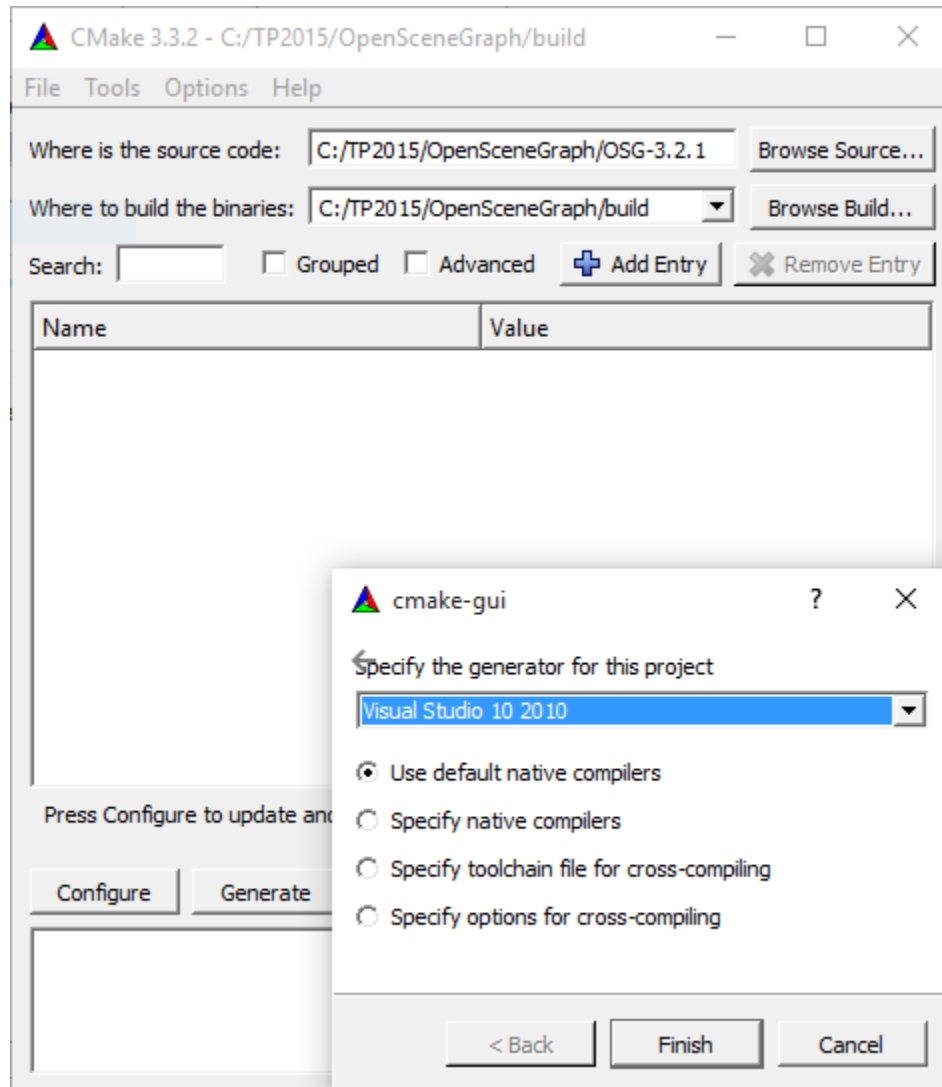 CMake 3.3.2 - C:/TP2015/OpenSceneGraph/build
File Tools Options Help
Where is the source code: C:/TP2015/OpenSceneGraph/OSG-3.2.1 Browse Source...
Where to build the binaries: C:/TP2015/OpenSceneGraph/build Browse Build...
Search: Grouped Advanced Add Entry Remove Entry
Name Value
cmake-gui ?
Specify the generator for this project
Visual Studio 10 2010
Use default native compilers
Press Configure to update and
Specify native compilers
Specify toolchain file for cross-compiling
Configure Generate
Specify options for cross-compiling
< Back Finish Cancel